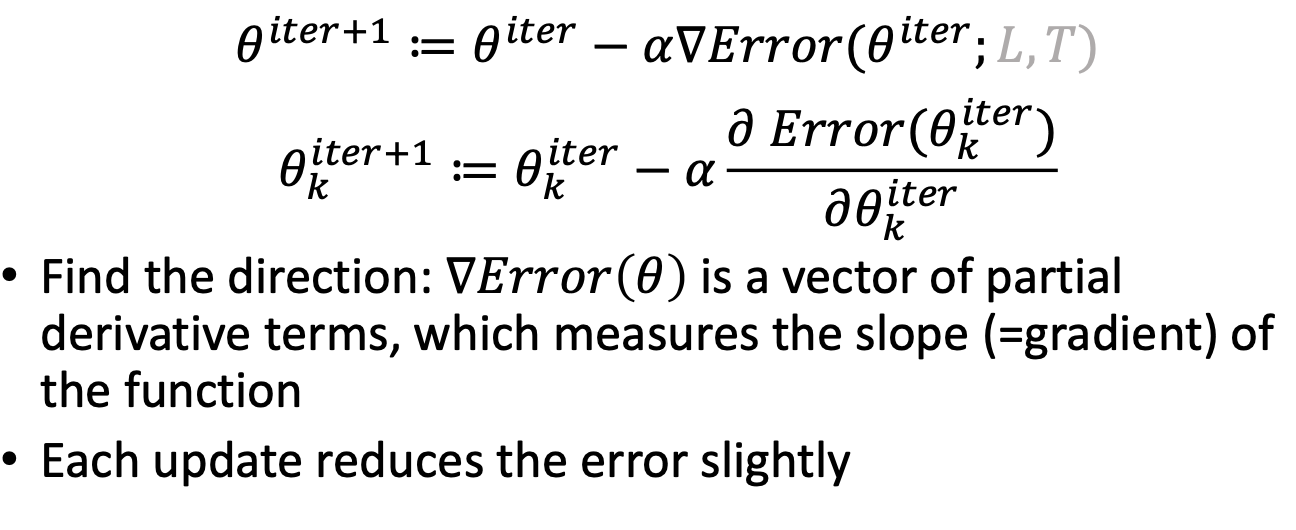 θ^{iter+1} ≔ θ^{iter} − α∇Error(θ^{iter}; L, T)
θ_k^{iter+1} ≔ θ_k^{iter} − α \frac{∂ Error(θ_k^{iter})}{∂θ_k^{iter}}
• Find the direction: ∇Error(θ) is a vector of partial
derivative terms, which measures the slope (=gradient) of
the function
• Each update reduces the error slightly